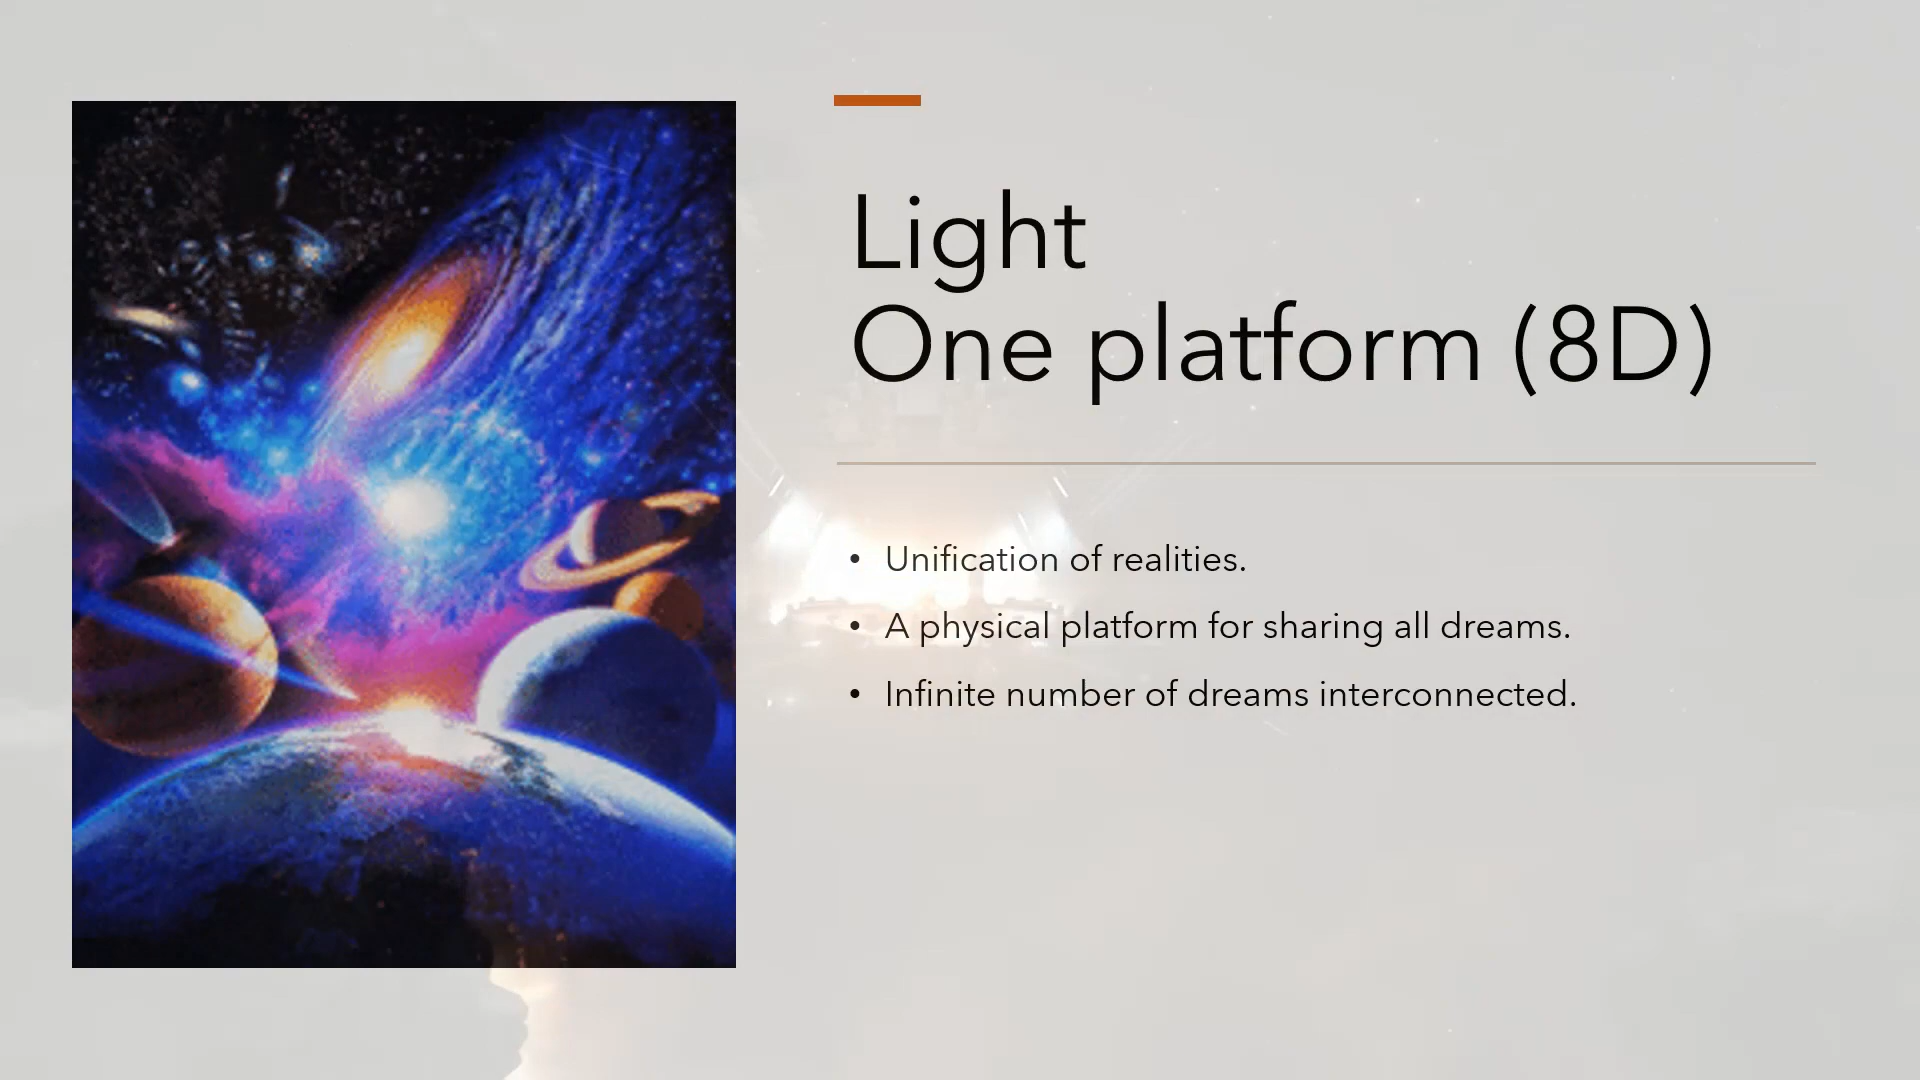 Light
One platform (8D)
• Unification of realities.
• A physical platform for sharing all dreams.
• Infinite number of dreams interconnected.